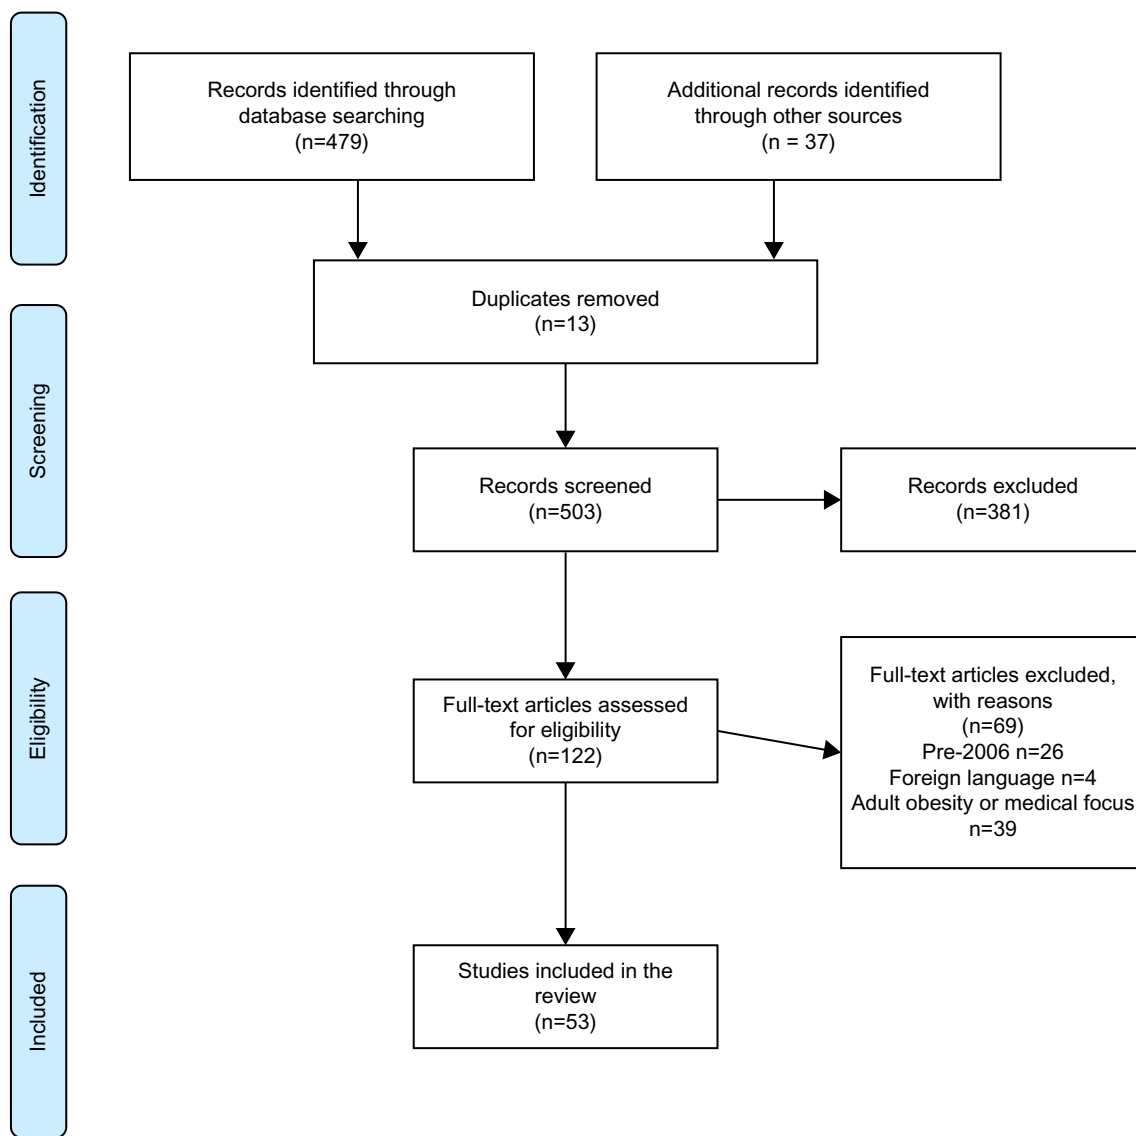 Identification
Records identified through
database searching
(n=479)
Additional records identified
through other sources
(n = 37)
Duplicates removed
(n=13)
Screening
Records screened
(n=503)
Records excluded
(n=381)
Eligibility
Full-text articles assessed
for eligibility
(n=122)
Full-text articles excluded,
with reasons
(n=69)
Pre-2006 n=26
Foreign language n=4
Adult obesity or medical focus
n=39
Included
Studies included in the
review
(n=53)